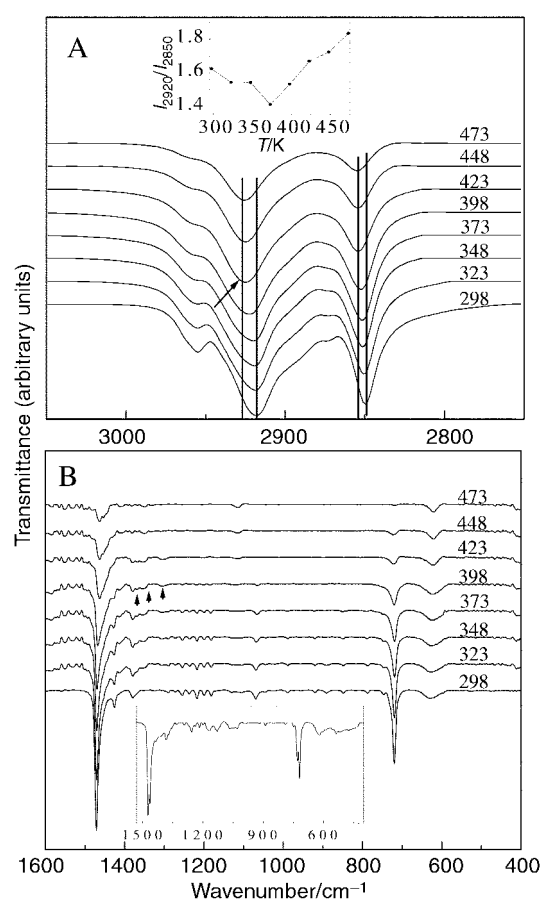 A
I2920/I2850
1.8
1.6
1.4
300 350 400 450
T/K
473
448
423
398
373
348
323
298
3000 2900 2800
Transmittance (arbitrary units)
B
473
448
423
398
373
348
323
298
1500 1200 900 600
1600 1400 1200 1000 800 600 400
Wavenumber/cm⁻¹